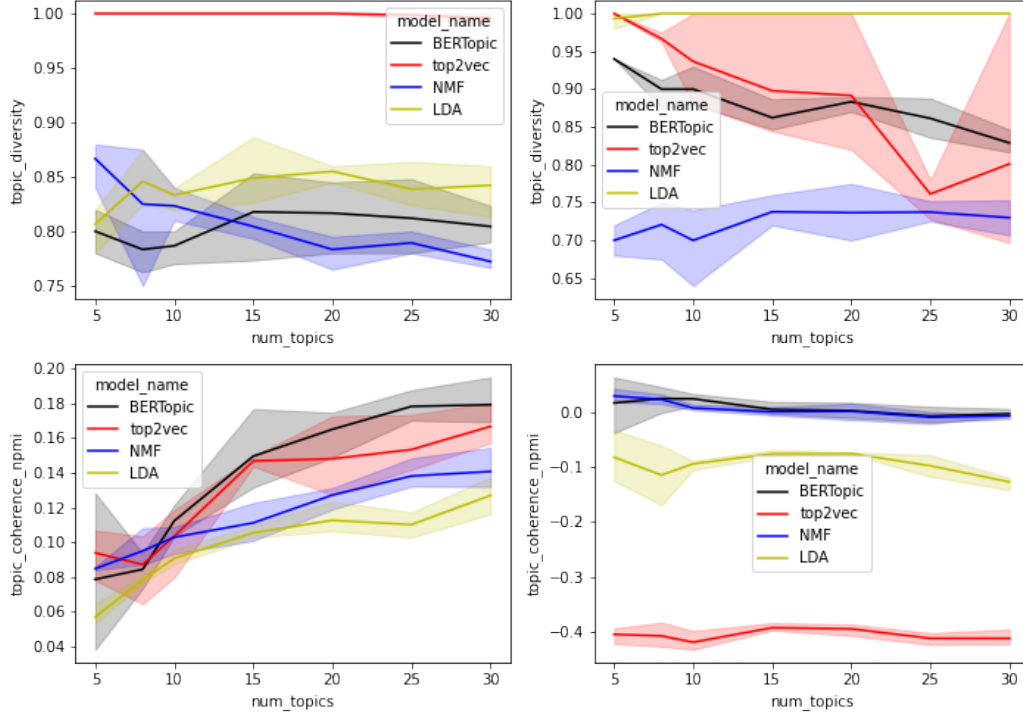 1.00
0.95
0.90
0.85
0.80
0.75
topic_diversity
model_name
BERTopic
top2vec
NMF
LDA
5 10 15 20 25 30
num_topics
1.00
0.95
0.90
0.85
0.80
0.75
0.70
0.65
topic_diversity
model_name
BERTopic
top2vec
NMF
LDA
5 10 15 20 25 30
num_topics
0.20
0.18
0.16
0.14
0.12
0.10
0.08
0.06
0.04
topic_coherence_npmi
model_name
BERTopic
top2vec
NMF
LDA
5 10 15 20 25 30
num_topics
0.0
−0.1
−0.2
−0.3
−0.4
topic_coherence_npmi
model_name
BERTopic
top2vec
NMF
LDA
5 10 15 20 25 30
num_topics